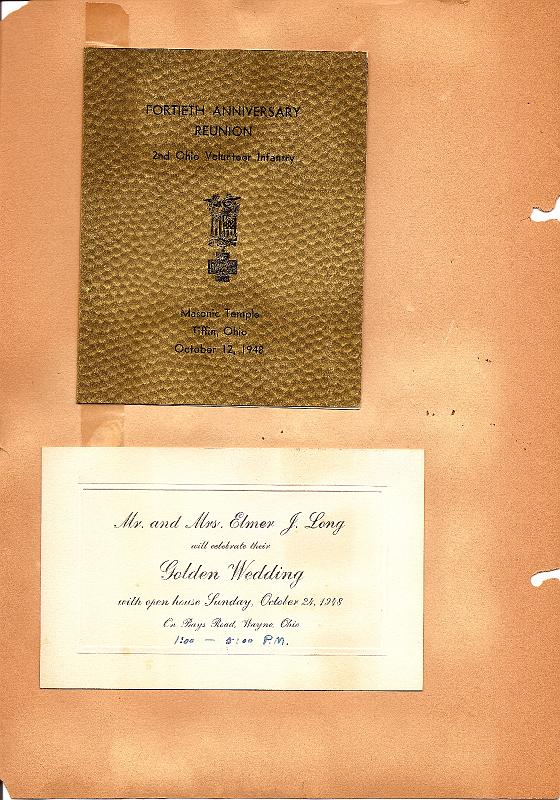 FORTIETH ANNIVERSARY
REUNION
2nd Ohio Volunteer Infantry
Masonic Temple
Tiffin, Ohio
October 12, 1948
Mr. and Mrs. Elmer J. Long
will celebrate their
Golden Wedding
with open house Sunday, October 24, 1948
On Bays Road, Wayne, Ohio
1:00 — 5:00 P.M.